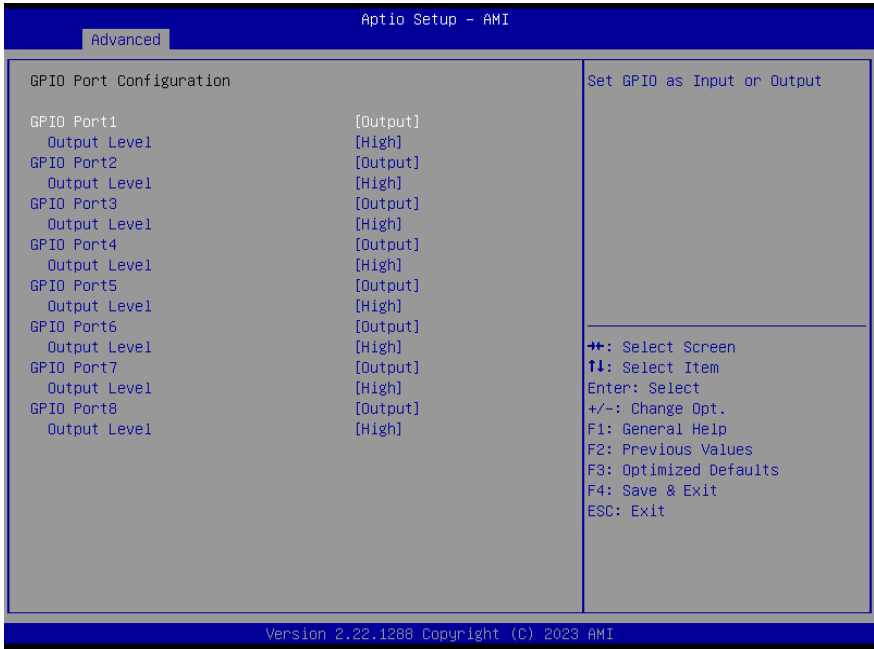 Aptio Setup – AMI
Advanced
GPIO Port Configuration
GPIO Port1 [Output]
Output Level [High]
GPIO Port2 [Output]
Output Level [High]
GPIO Port3 [Output]
Output Level [High]
GPIO Port4 [Output]
Output Level [High]
GPIO Port5 [Output]
Output Level [High]
GPIO Port6 [Output]
Output Level [High]
GPIO Port7 [Output]
Output Level [High]
GPIO Port8 [Output]
Output Level [High]
Set GPIO as Input or Output
→←: Select Screen
↑↓: Select Item
Enter: Select
+/-: Change Opt.
F1: General Help
F2: Previous Values
F3: Optimized Defaults
F4: Save & Exit
ESC: Exit
Version 2.22.1288 Copyright (C) 2023 AMI